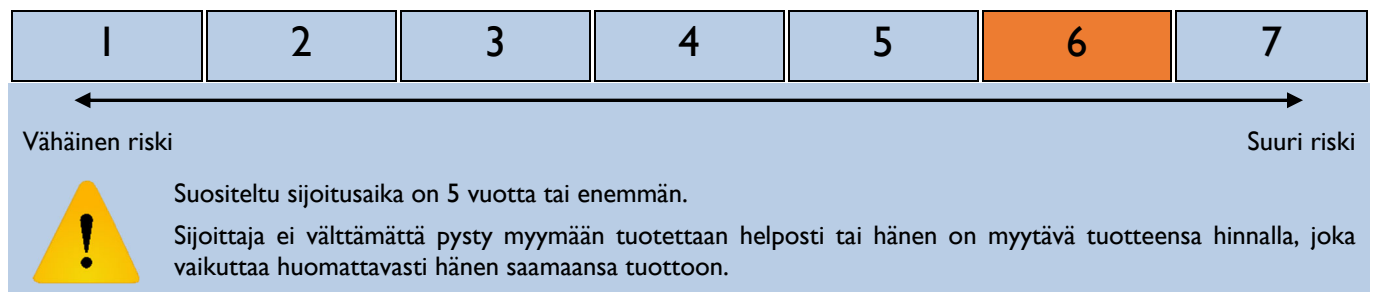 1 2 3 4 5 6 7
Vähäinen riski Suuri riski
Suositeltu sijoitusaika on 5 vuotta tai enemmän.
Sijoittaja ei välttämättä pysty myymään tuotettaan helposti tai hänen on myytävä tuotteensa hinnalla, joka
vaikuttaa huomattavasti hänen saamaansa tuottoon.